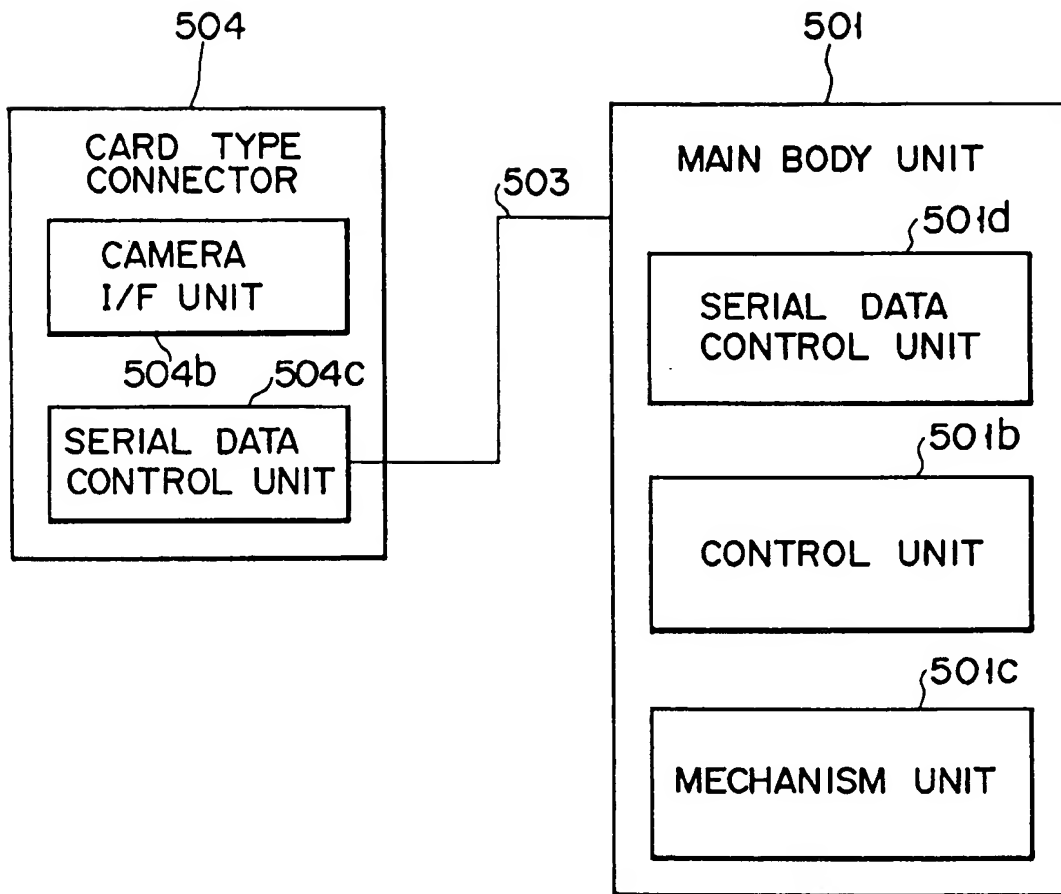 504
CARD TYPE
CONNECTOR
CAMERA
I/F UNIT
504b
504c
SERIAL DATA
CONTROL UNIT
503
501
MAIN BODY UNIT
501d
SERIAL DATA
CONTROL UNIT
501b
CONTROL UNIT
501c
MECHANISM UNIT